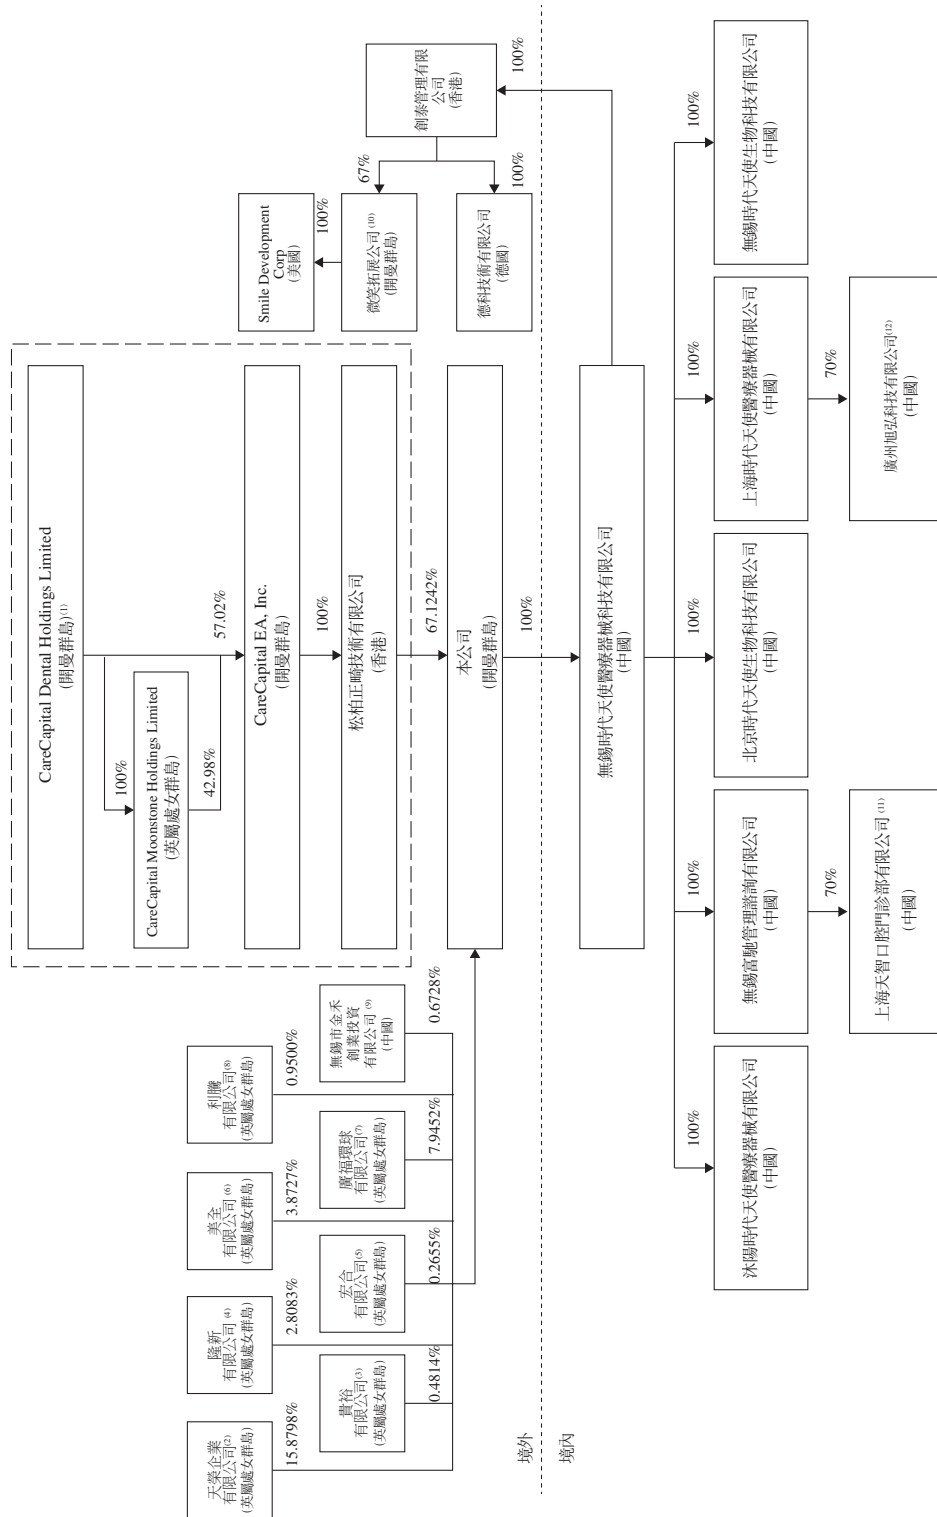 CareCapital Dental Holdings Limited
(開曼群島)(1)
100%
CareCapital Moonstone Holdings Limited
(英屬處女群島)
42.98%
57.02%
CareCapital EA, Inc.
(開曼群島)
100%
松柏正畸技術有限公司
(香港)
67.1242%
天榮企業
有限公司(2)
(英屬處女群島)
15.8798%
貴裕
有限公司(3)
(英屬處女群島)
0.4814%
隆新
有限公司(4)
(英屬處女群島)
2.8083%
宏合
有限公司(5)
(英屬處女群島)
0.2655%
美全
有限公司(6)
(英屬處女群島)
3.8727%
廣福環球
有限公司(7)
(英屬處女群島)
7.9452%
利騰
有限公司(8)
(英屬處女群島)
0.9500%
無錫市金禾
創業投資
有限公司(9)
(中國)
0.6728%
本公司
(開曼群島)
100%
Smile Development
Corp
(美國)
100%
微笑拓展公司(10)
(開曼群島)
67%
創泰管理有限
公司
(香港)
100%
德科技術有限公司
(德國)
100%
境外
境內
無錫時代天使醫療器械科技有限公司
(中國)
100%
沭陽時代天使醫療器械有限公司
(中國)
100%
無錫富馳管理諮詢有限公司
(中國)
70%
上海天智口腔門診部有限公司(11)
(中國)
100%
北京時代天使生物科技有限公司
(中國)
100%
上海時代天使醫療器械有限公司
(中國)
70%
廣州旭弘科技有限公司(12)
(中國)
100%
無錫時代天使生物科技有限公司
(中國)